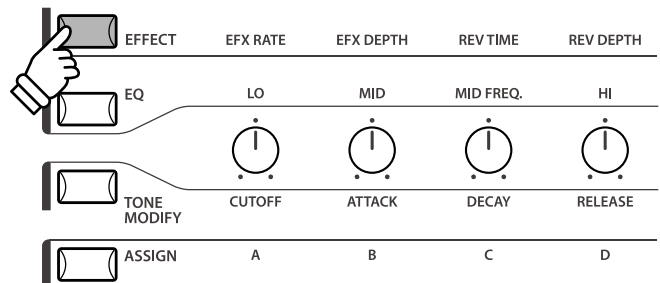 EFFECT EFX RATE EFX DEPTH REV TIME REV DEPTH
EQ LO MID MID FREQ. HI
TONE
MODIFY CUTOFF ATTACK DECAY RELEASE
ASSIGN A B C D